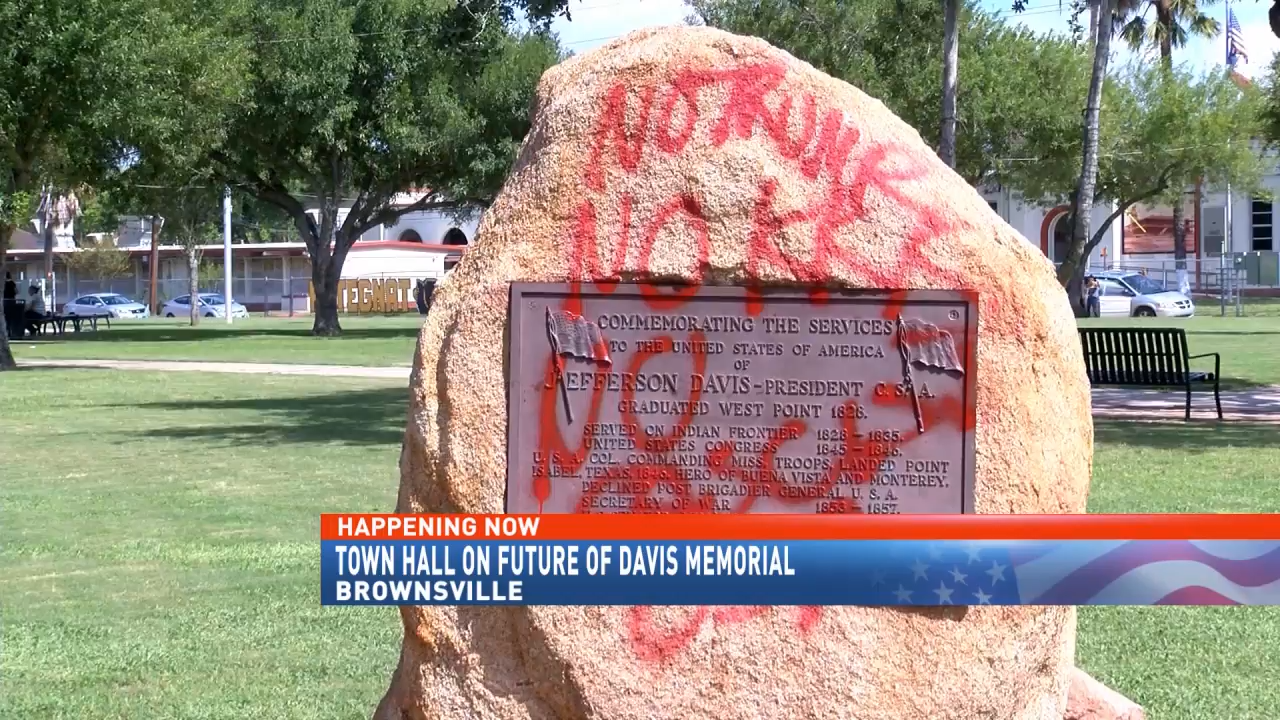 NO TRUMP
NO KKK
COMMEMORATING THE SERVICES
TO THE UNITED STATES OF AMERICA
OF
JEFFERSON DAVIS-PRESIDENT C.S.A.
GRADUATED WEST POINT 1828.
SERVED ON INDIAN FRONTIER 1828 - 1835.
UNITED STATES CONGRESS 1845 - 1846.
U. S. A. COL. COMMANDING MISS. TROOPS, LANDED POINT
ISABEL, TEXAS, 1846. HERO OF BUENA VISTA AND MONTEREY.
DECLINED POST BRIGADIER GENERAL U. S. A.
SECRETARY OF WAR 1853 - 1857.
HAPPENING NOW
TOWN HALL ON FUTURE OF DAVIS MEMORIAL
BROWNSVILLE